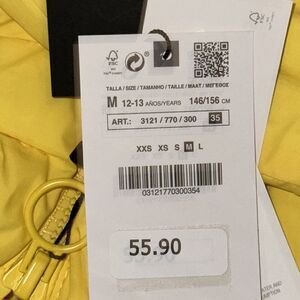 FSC
TALLA / SIZE / TAMANHO / TAILLE / MAAT / ΜΕΓΕΘΟΣ
M 12-13 AÑOS/YEARS 146/156 CM
ART.: 3121 / 770 / 300 35
XXS XS S M L
03121770300354
55.90